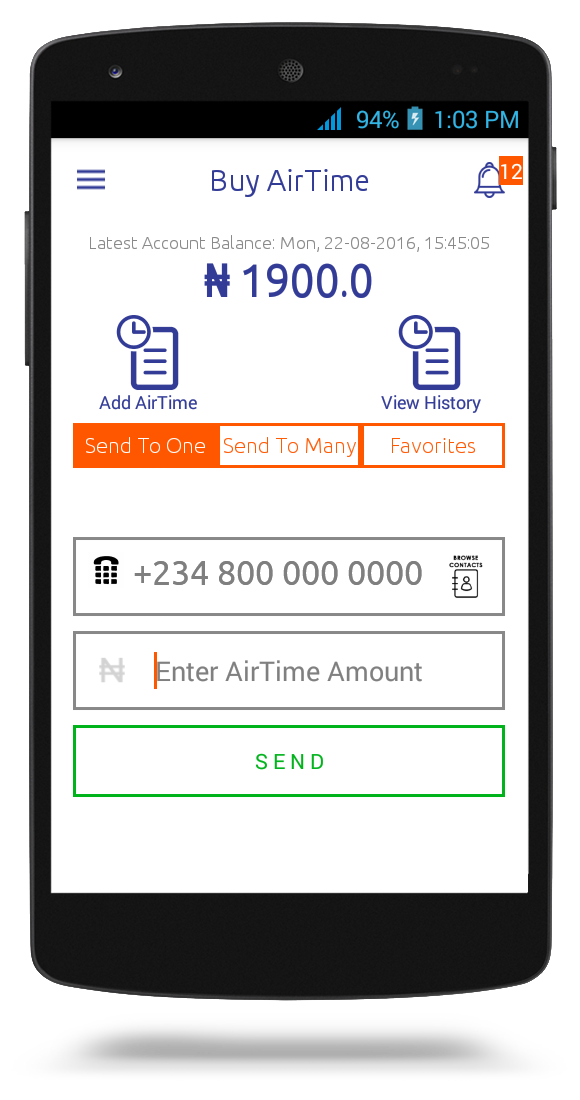 94% 1:03 PM
Buy AirTime
12
Latest Account Balance: Mon, 22-08-2016, 15:45:05
₦ 1900.0
Add AirTime View History
Send To One Send To Many Favorites
BROWSE
CONTACTS
+234 800 000 0000
₦ Enter AirTime Amount
SEND